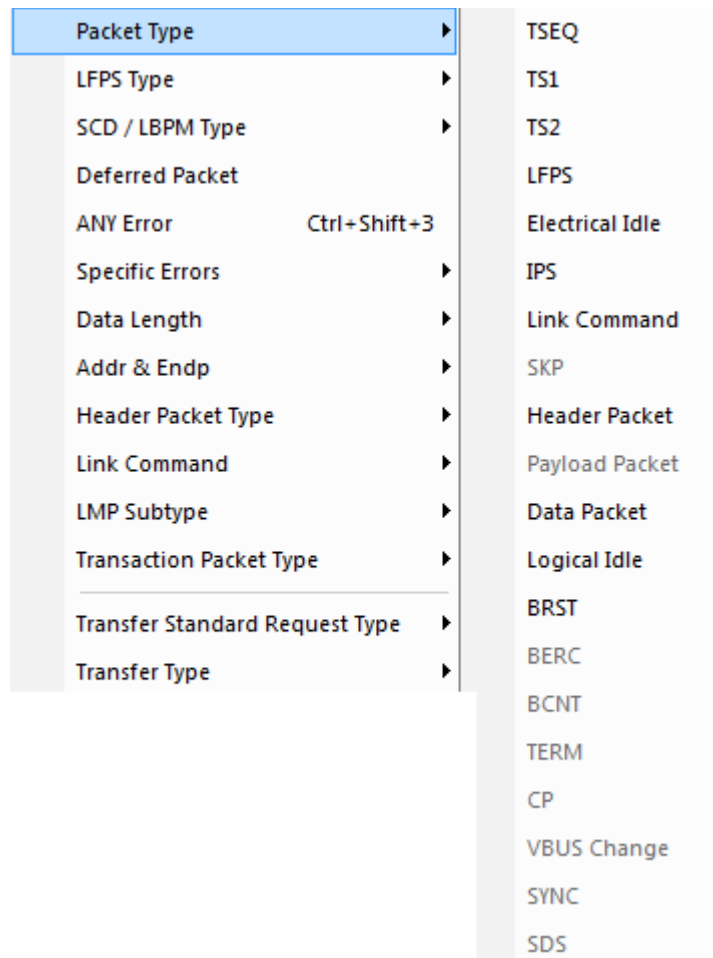 Packet Type
LFPS Type
SCD / LBPM Type
Deferred Packet
ANY Error Ctrl+Shift+3
Specific Errors
Data Length
Addr & Endp
Header Packet Type
Link Command
LMP Subtype
Transaction Packet Type
Transfer Standard Request Type
Transfer Type
TSEQ
TS1
TS2
LFPS
Electrical Idle
IPS
Link Command
SKP
Header Packet
Payload Packet
Data Packet
Logical Idle
BRST
BERC
BCNT
TERM
CP
VBUS Change
SYNC
SDS